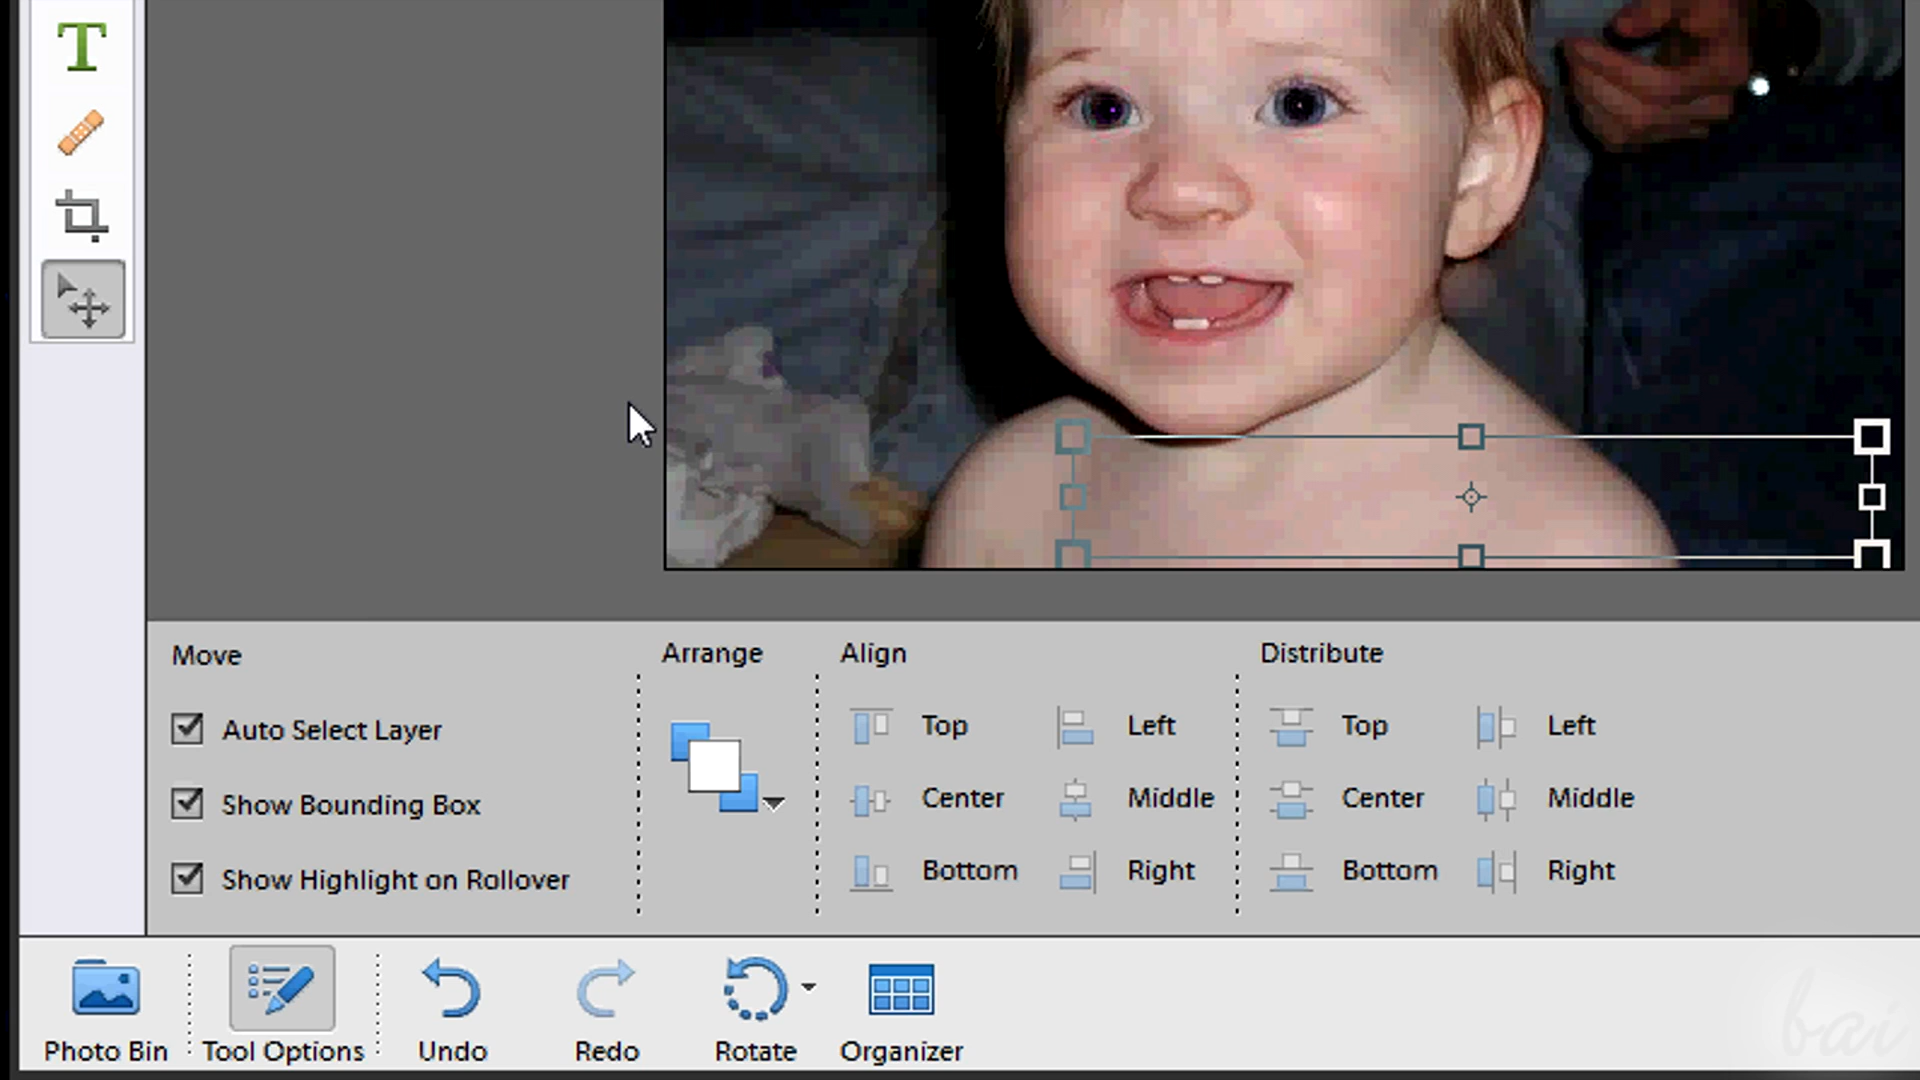 T
Move
Arrange
Align
Distribute
Auto Select Layer
Top
Left
Top
Left
Show Bounding Box
Center
Middle
Center
Middle
Show Highlight on Rollover
Bottom
Right
Bottom
Right
Photo Bin
Tool Options
Undo
Redo
Rotate
Organizer
bai